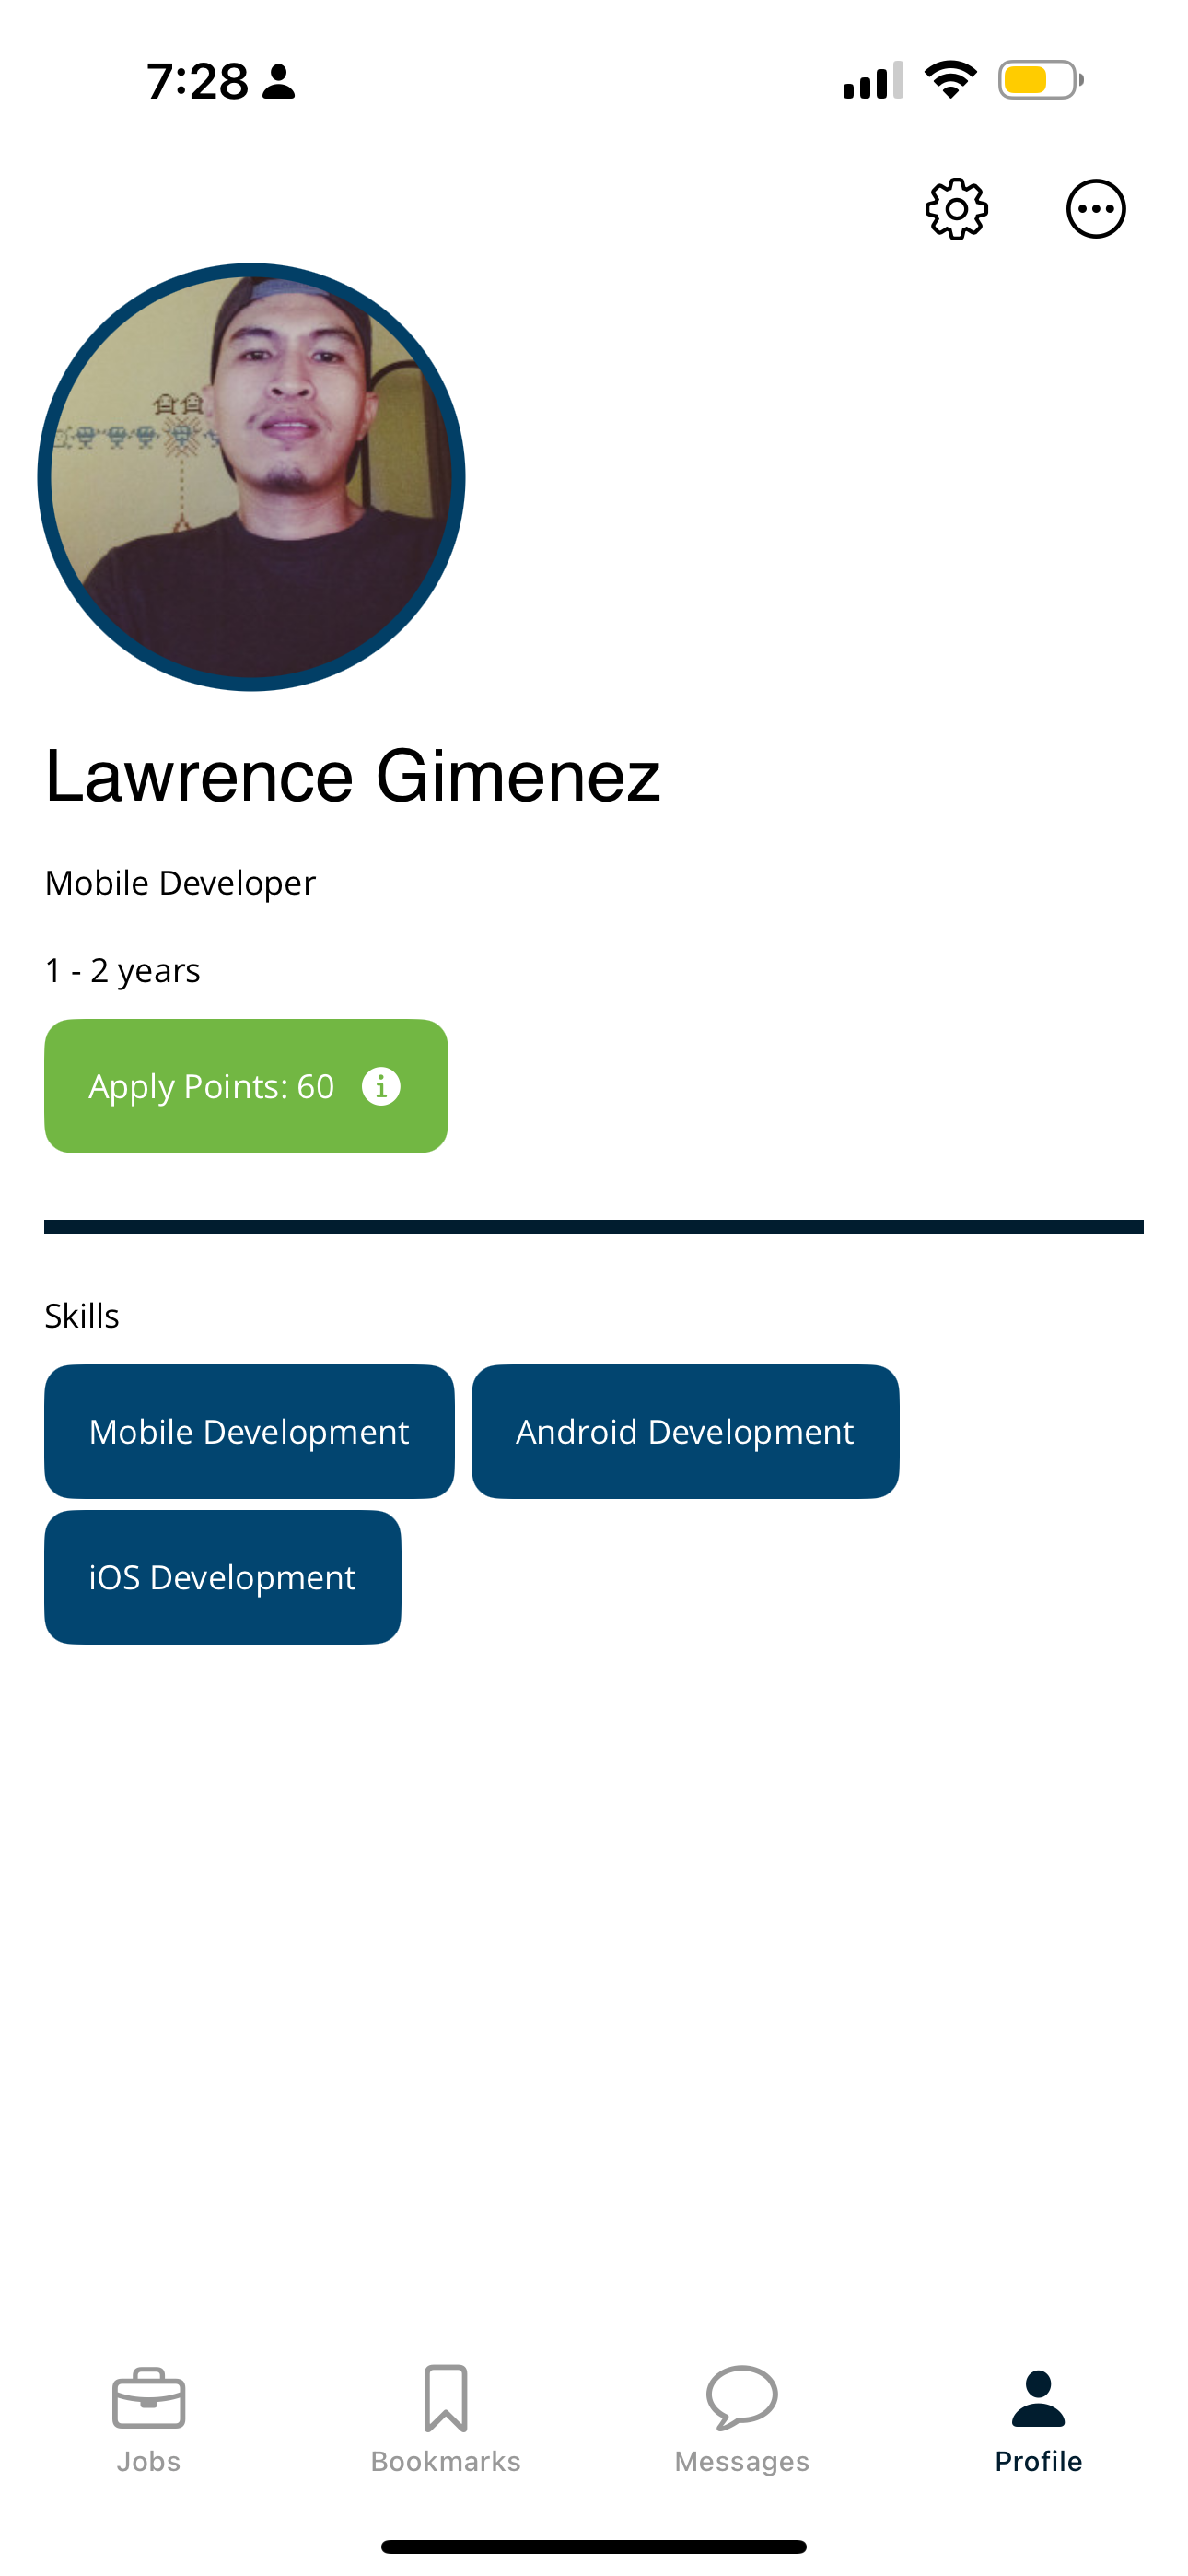 7:28
Lawrence Gimenez
Mobile Developer
1 - 2 years
Apply Points: 60
Skills
Mobile Development
Android Development
iOS Development
Jobs
Bookmarks
Messages
Profile